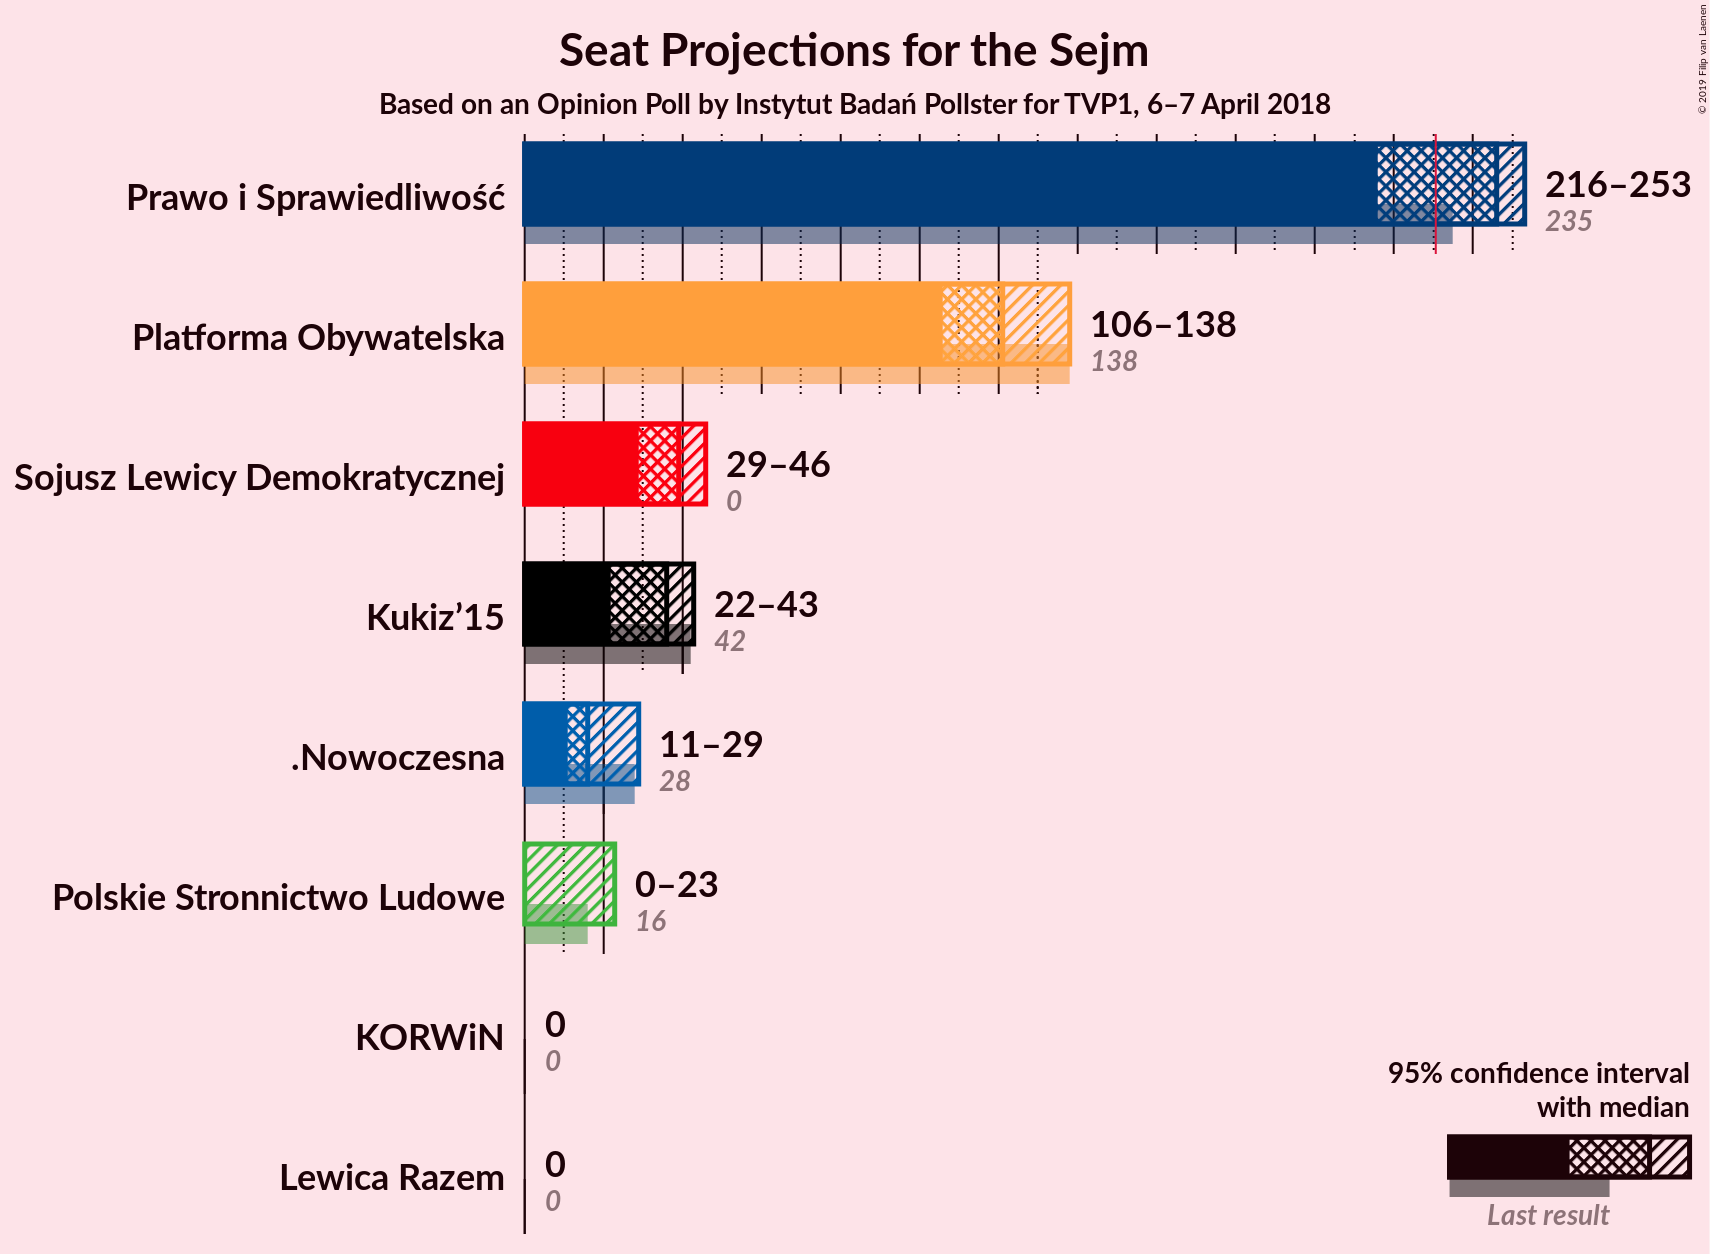 Seat Projections for the Sejm
Based on an Opinion Poll by Instytut Badań Pollster for TVP1, 6–7 April 2018
© 2019 Filip van Laenen
Prawo i Sprawiedliwość
216–253
235
Platforma Obywatelska
106–138
138
Sojusz Lewicy Demokratycznej
29–46
0
Kukiz’15
22–43
42
.Nowoczesna
11–29
28
Polskie Stronnictwo Ludowe
0–23
16
KORWiN
0
0
Lewica Razem
0
0
95% confidence interval
with median
Last result